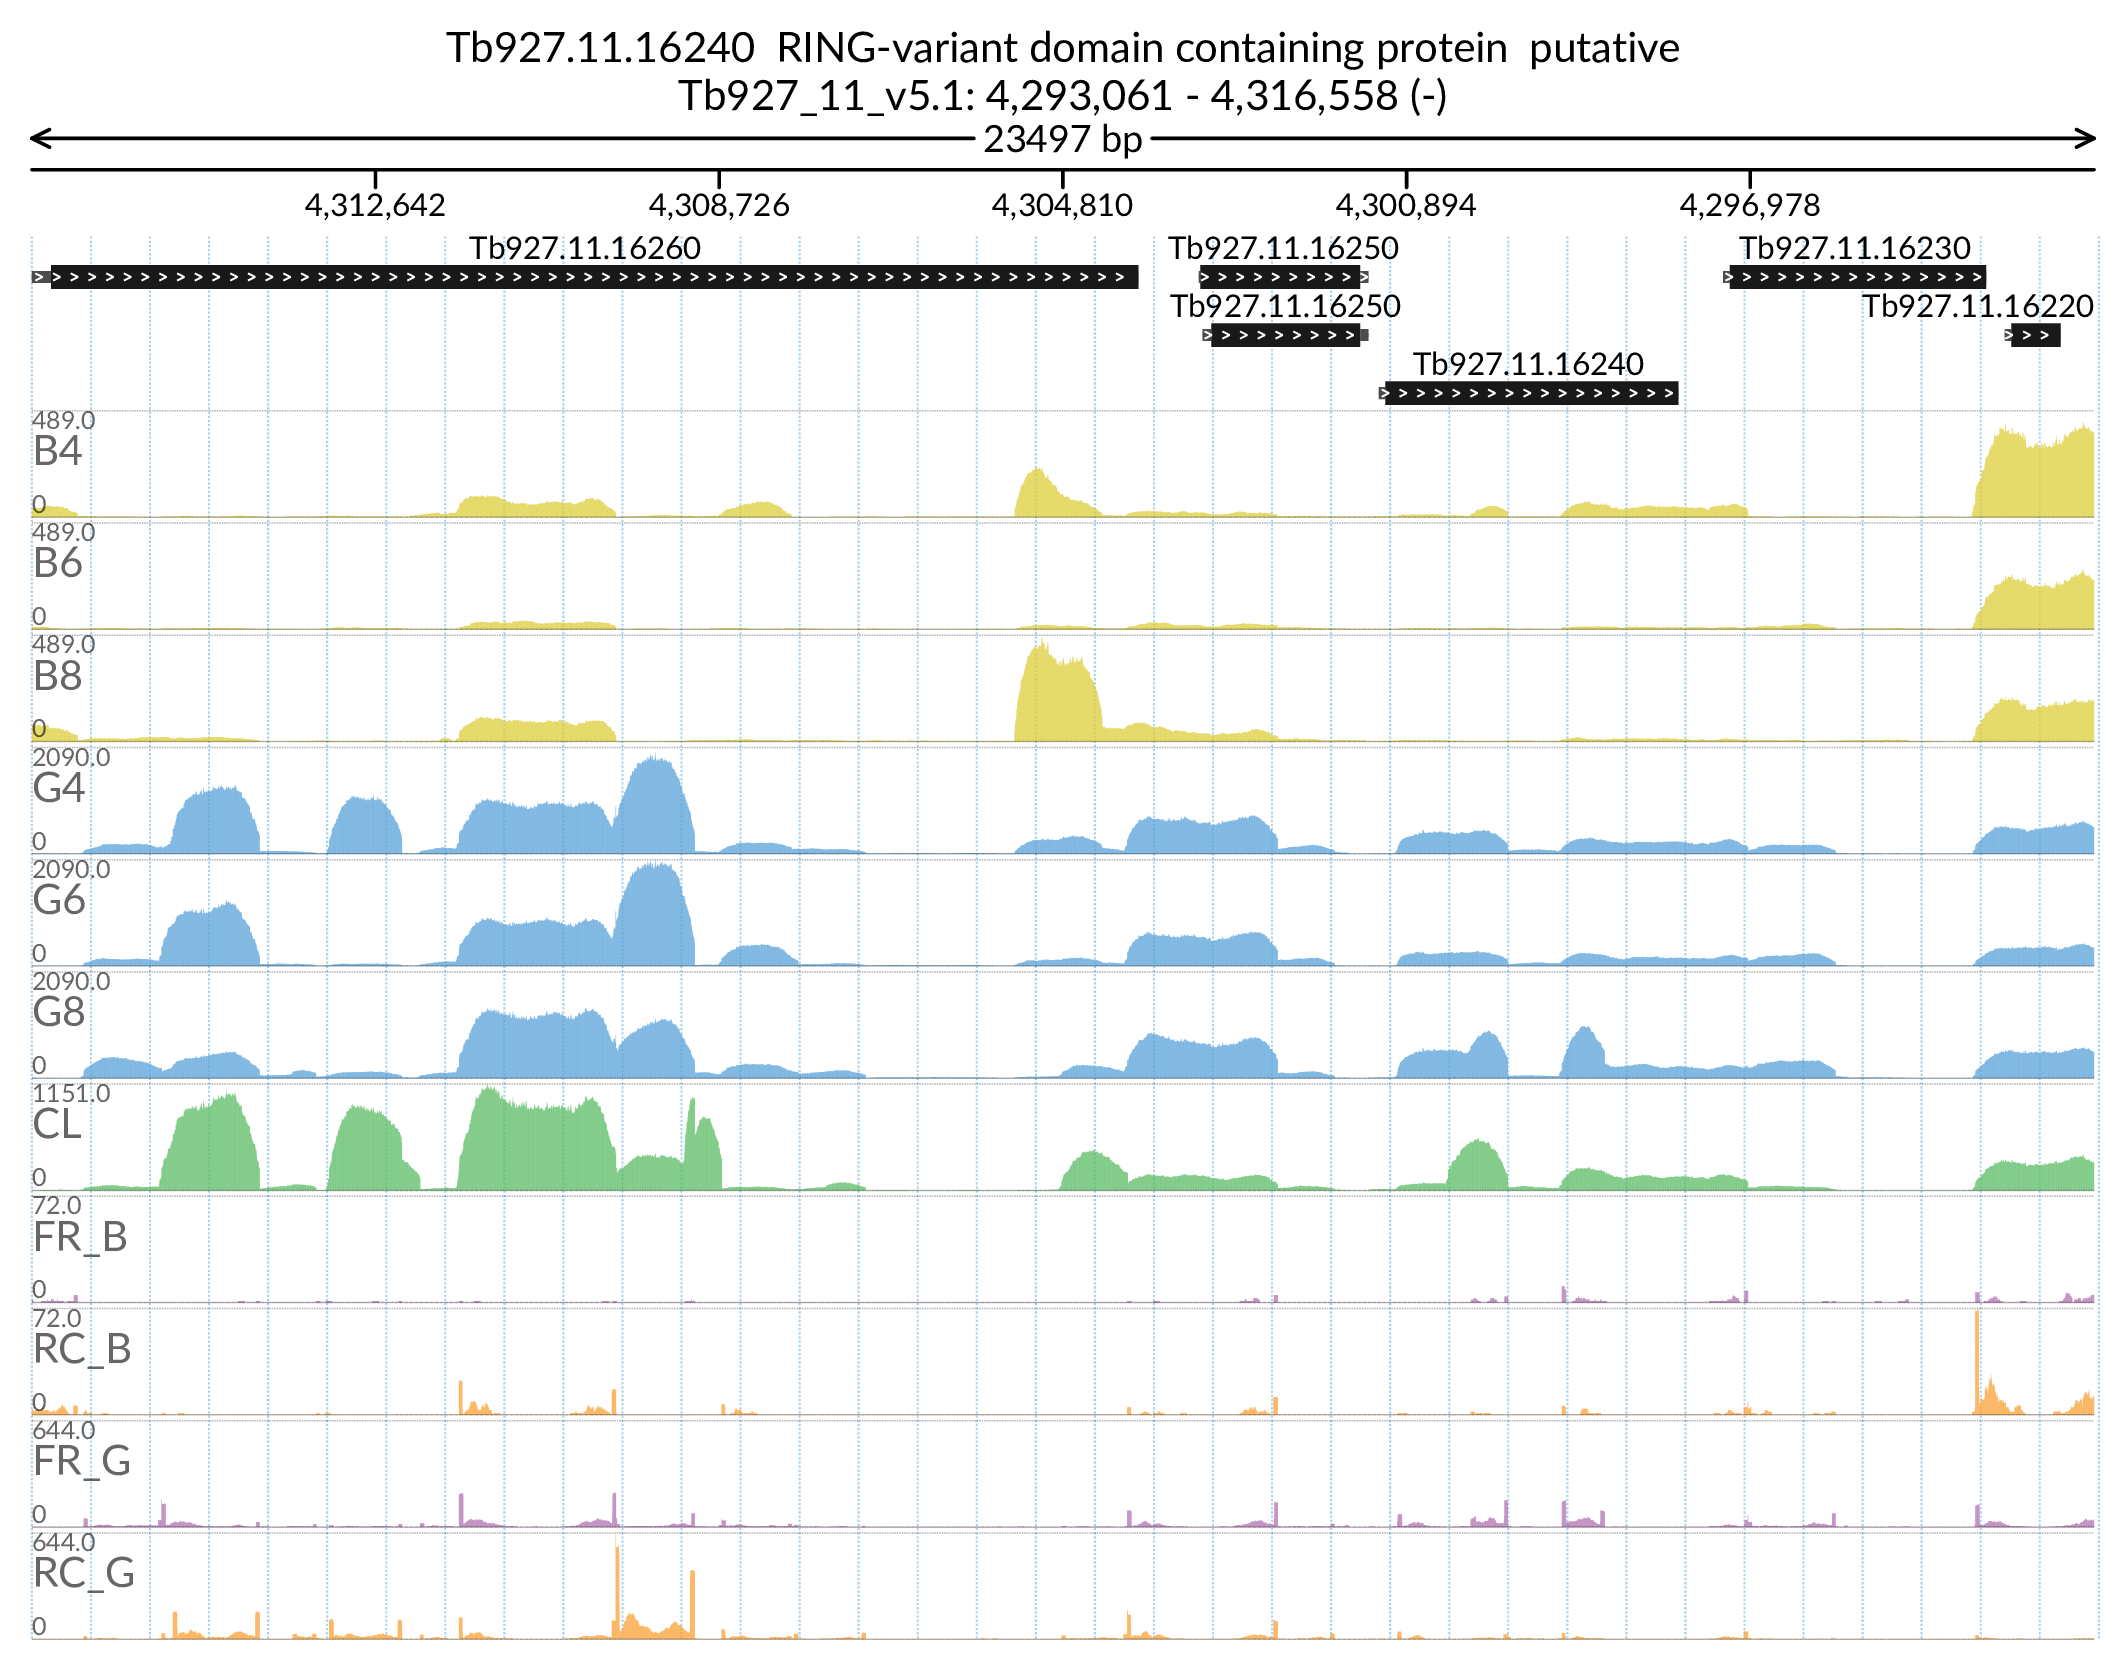 Tb927.11.16240  RING-variant domain containing protein  putative
Tb927_11_v5.1: 4,293,061 - 4,316,558 (-)
23497 bp
4,312,642 4,308,726 4,304,810 4,300,894 4,296,978
Tb927.11.16260 Tb927.11.16250 Tb927.11.16230
Tb927.11.16250 Tb927.11.16220
Tb927.11.16240
489.0
B4
0
489.0
B6
0
489.0
B8
0
2090.0
G4
0
2090.0
G6
0
2090.0
G8
0
1151.0
CL
0
72.0
FR_B
0
72.0
RC_B
0
644.0
FR_G
0
644.0
RC_G
0